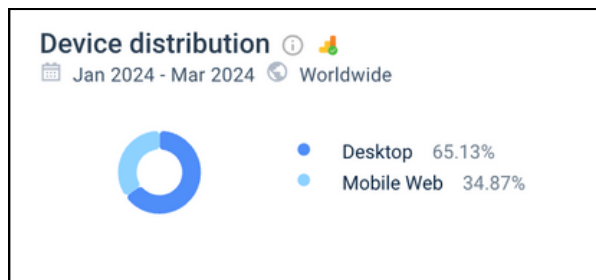 Device distribution
Jan 2024 - Mar 2024 Worldwide
Desktop 65.13%
Mobile Web 34.87%